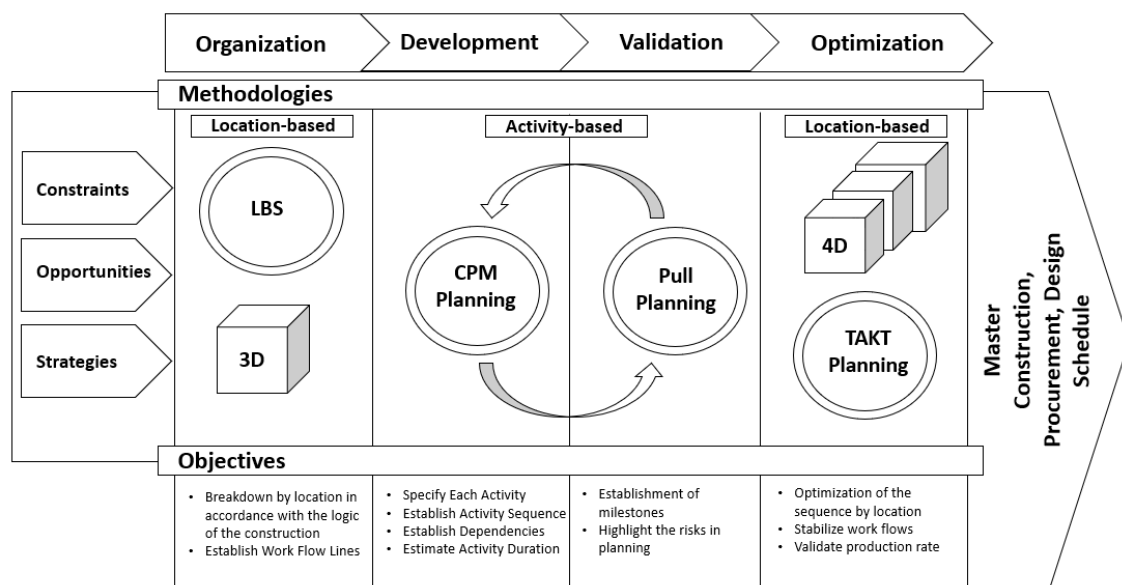 Organization
Development
Validation
Optimization
Methodologies
Location-based
Activity-based
Location-based
Constraints
Opportunities
Strategies
LBS
3D
CPM
Planning
Pull
Planning
4D
TAKT
Planning
Master
Construction,
Procurement, Design
Schedule
Objectives
• Breakdown by location in
accordance with the logic
of the construction
• Establish Work Flow Lines
• Specify Each Activity
• Establish Activity Sequence
• Establish Dependencies
• Estimate Activity Duration
• Establishment of
milestones
• Highlight the risks in
planning
• Optimization of the
sequence by location
• Stabilize work flows
• Validate production rate